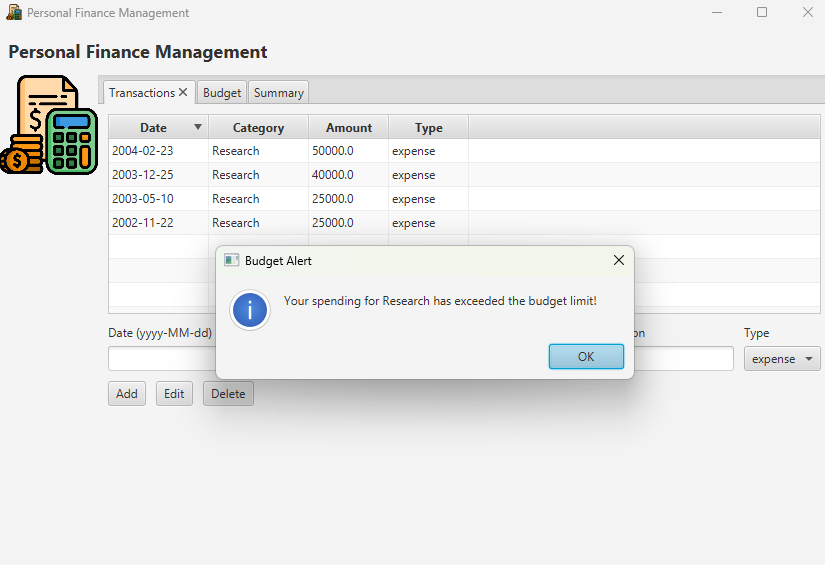 Personal Finance Management
Personal Finance Management
Transactions Budget Summary
Date Category Amount Type
2004-02-23 Research 50000.0 expense
2003-12-25 Research 40000.0 expense
2003-05-10 Research 25000.0 expense
2002-11-22 Research 25000.0 expense
Budget Alert
Your spending for Research has exceeded the budget limit!
OK
Date (yyyy-MM-dd) Type
expense
Add Edit Delete